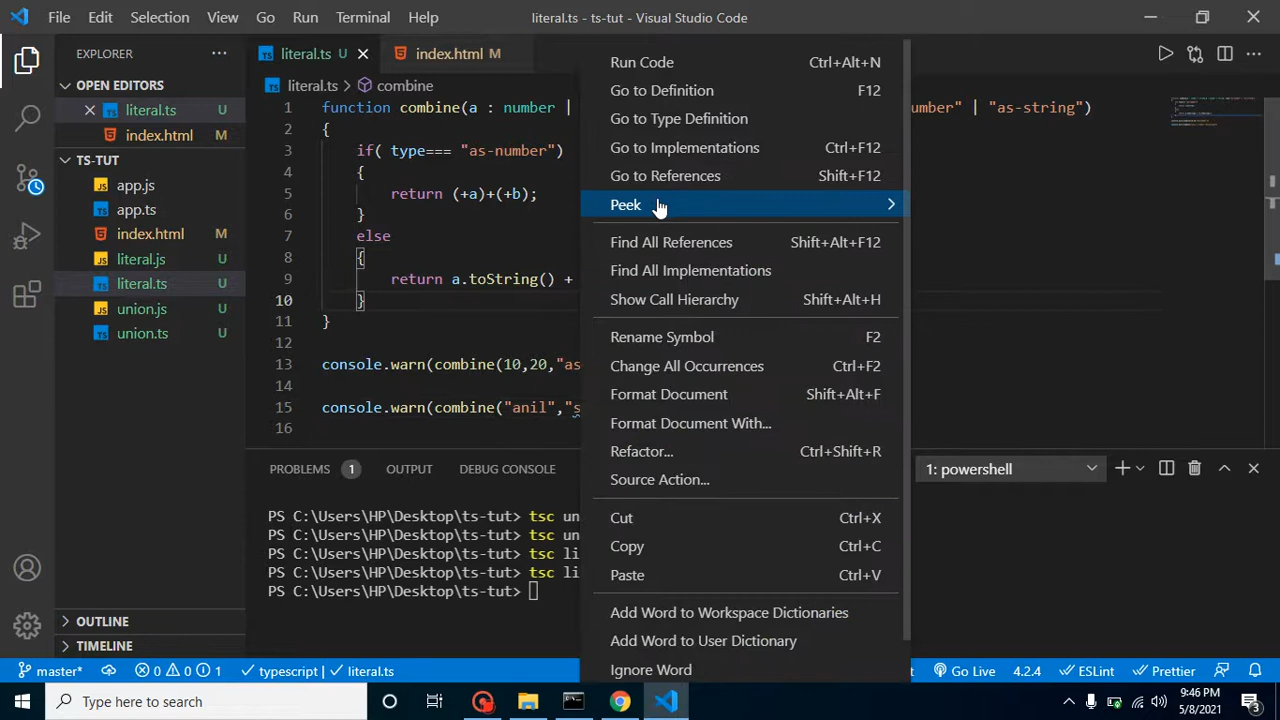 File Edit Selection View Go Run Terminal Help literal.ts - ts-tut - Visual Studio Code
EXPLORER
OPEN EDITORS
literal.ts U
index.html M
TS-TUT
app.js
app.ts
index.html M
literal.js U
literal.ts U
union.js U
union.ts U
OUTLINE
TIMELINE
literal.ts U
index.html M
literal.ts > combine
1 function combine(a : number | umber" | "as-string")
2 {
3 if( type=== "as-number")
4 {
5 return (+a)+(+b);
6 }
7 else
8 {
9 return a.toString() +
10 }
11 }
12
13 console.warn(combine(10,20,"as
14
15 console.warn(combine("anil","s
16
Run Code Ctrl+Alt+N
Go to Definition F12
Go to Type Definition
Go to Implementations Ctrl+F12
Go to References Shift+F12
Peek
Find All References Shift+Alt+F12
Find All Implementations
Show Call Hierarchy Shift+Alt+H
Rename Symbol F2
Change All Occurrences Ctrl+F2
Format Document Shift+Alt+F
Format Document With...
Refactor... Ctrl+Shift+R
Source Action...
Cut Ctrl+X
Copy Ctrl+C
Paste Ctrl+V
Add Word to Workspace Dictionaries
Add Word to User Dictionary
Ignore Word
PROBLEMS 1 OUTPUT DEBUG CONSOLE 1: powershell
PS C:\Users\HP\Desktop\ts-tut> tsc un
PS C:\Users\HP\Desktop\ts-tut> tsc un
PS C:\Users\HP\Desktop\ts-tut> tsc li
PS C:\Users\HP\Desktop\ts-tut> tsc li
PS C:\Users\HP\Desktop\ts-tut>
master* 0 0 1 typescript | literal.ts Go Live 4.2.4 ESLint Prettier
Type here to search
9:46 PM
5/8/2021
3